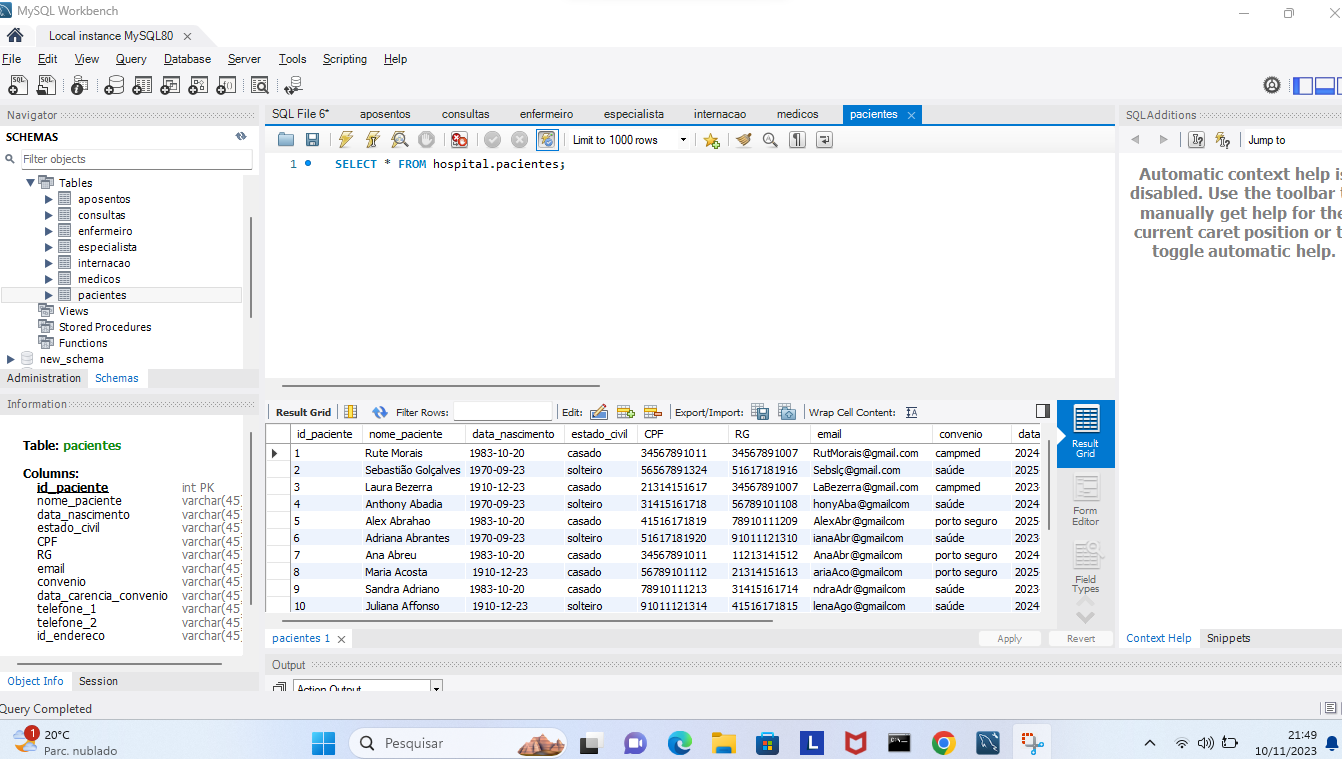 MySQL Workbench
Local instance MySQL80
File Edit View Query Database Server Tools Scripting Help
Navigator
SCHEMAS
Filter objects
Tables
aposentos
consultas
enfermeiro
especialista
internacao
medicos
pacientes
Views
Stored Procedures
Functions
new_schema
Administration Schemas
Information
Table: pacientes
Columns:
id_paciente int PK
nome_paciente varchar(45)
data_nascimento varchar(45)
estado_civil varchar(45)
CPF varchar(45)
RG varchar(45)
email varchar(45)
convenio varchar(45)
data_carencia_convenio varchar(45)
telefone_1 varchar(45)
telefone_2 varchar(45)
id_endereco varchar(45)
Object Info Session
Query Completed
SQL File 6* aposentos consultas enfermeiro especialista internacao medicos pacientes
Limit to 1000 rows
1 SELECT * FROM hospital.pacientes;
Result Grid Filter Rows: Edit: Export/Import: Wrap Cell Content:
id_paciente nome_paciente data_nascimento estado_civil CPF RG email convenio data
1 Rute Morais 1983-10-20 casado 34567891011 34567891007 RutMorais@gmail.com campmed 2024-
2 Sebastião Golçalves 1970-09-23 solteiro 56567891324 51617181916 Sebslç@gmail.com saúde 2025-
3 Laura Bezerra 1910-12-23 casado 21314151617 34567891007 LaBezerra@gmail.com campmed 2023-
4 Anthony Abadia 1970-09-23 solteiro 31415161718 56789101108 honyAba@gmailcom saúde 2024-
5 Alex Abrahao 1983-10-20 casado 41516171819 78910111209 AlexAbr@gmailcom porto seguro 2025-
6 Adriana Abrantes 1970-09-23 solteiro 51617181920 91011121310 ianaAbr@gmailcom saúde 2023-
7 Ana Abreu 1983-10-20 casado 34567891011 11213141512 AnaAbr@gmailcom porto seguro 2024-
8 Maria Acosta 1910-12-23 casado 56789101112 21314151613 ariaAco@gmailcom porto seguro 2025-
9 Sandra Adriano 1983-10-20 casado 78910111213 31415161714 ndraAdr@gmailcom saúde 2023-
10 Juliana Affonso 1910-12-23 solteiro 91011121314 41516171815 lenaAgo@gmailcom saúde 2024-
Result Grid
Form Editor
Field Types
pacientes 1 Apply Revert
Output
Action Output
SQLAdditions
Jump to
Automatic context help is
disabled. Use the toolbar t
manually get help for the
current caret position or t
toggle automatic help.
Context Help Snippets
1
20°C
Parc. nublado
Pesquisar
21:49
10/11/2023